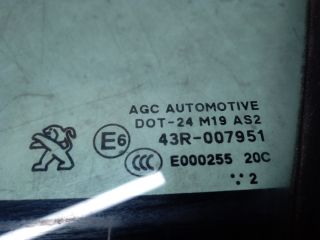 AGC AUTOMOTIVE
DOT-24 M19 AS2
E6 43R-007951
CCC E000255 20C
2